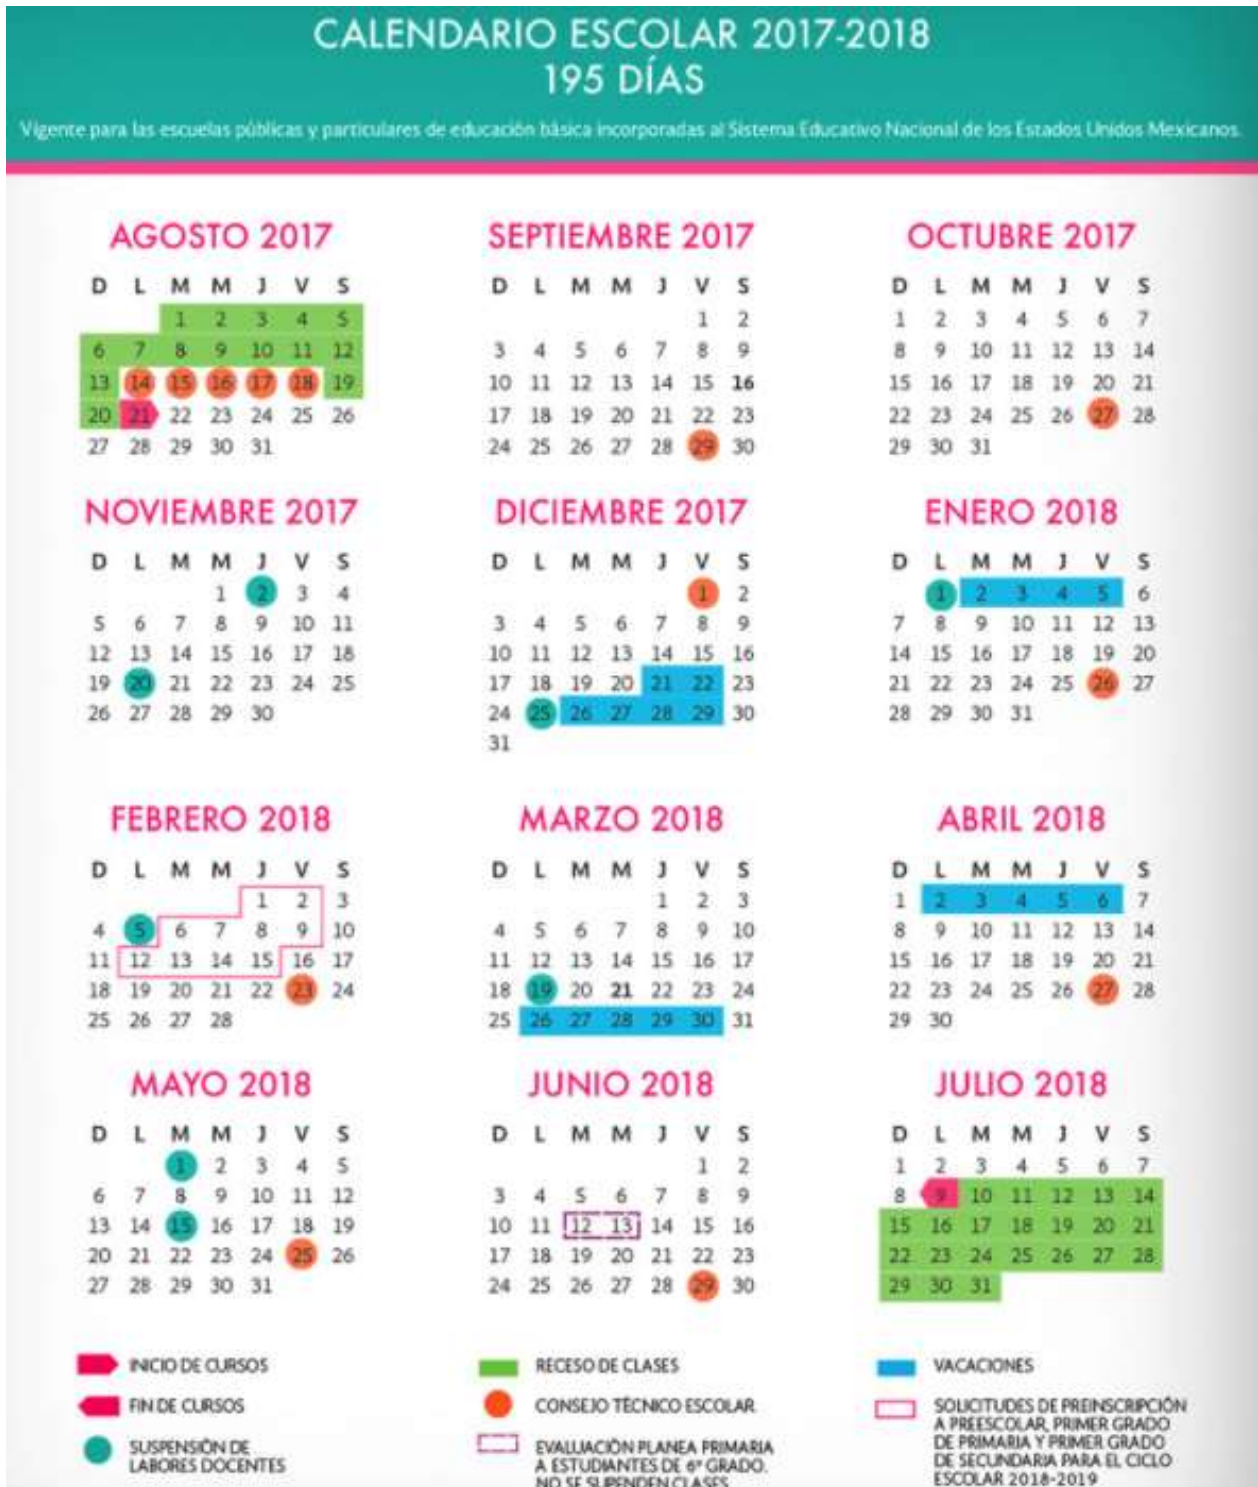 CALENDARIO ESCOLAR 2017-2018
195 DÍAS
Vigente para las escuelas públicas y particulares de educación básica incorporadas al Sistema Educativo Nacional de los Estados Unidos Mexicanos.
AGOSTO 2017
D L M M J V S
1 2 3 4 5
6 7 8 9 10 11 12
13 14 15 16 17 18 19
20 21 22 23 24 25 26
27 28 29 30 31
SEPTIEMBRE 2017
D L M M J V S
1 2
3 4 5 6 7 8 9
10 11 12 13 14 15 16
17 18 19 20 21 22 23
24 25 26 27 28 29 30
OCTUBRE 2017
D L M M J V S
1 2 3 4 5 6 7
8 9 10 11 12 13 14
15 16 17 18 19 20 21
22 23 24 25 26 27 28
29 30 31
NOVIEMBRE 2017
D L M M J V S
1 2 3 4
5 6 7 8 9 10 11
12 13 14 15 16 17 18
19 20 21 22 23 24 25
26 27 28 29 30
DICIEMBRE 2017
D L M M J V S
1 2
3 4 5 6 7 8 9
10 11 12 13 14 15 16
17 18 19 20 21 22 23
24 25 26 27 28 29 30
31
ENERO 2018
D L M M J V S
1 2 3 4 5 6
7 8 9 10 11 12 13
14 15 16 17 18 19 20
21 22 23 24 25 26 27
28 29 30 31
FEBRERO 2018
D L M M J V S
1 2 3
4 5 6 7 8 9 10
11 12 13 14 15 16 17
18 19 20 21 22 23 24
25 26 27 28
MARZO 2018
D L M M J V S
1 2 3
4 5 6 7 8 9 10
11 12 13 14 15 16 17
18 19 20 21 22 23 24
25 26 27 28 29 30 31
ABRIL 2018
D L M M J V S
1 2 3 4 5 6 7
8 9 10 11 12 13 14
15 16 17 18 19 20 21
22 23 24 25 26 27 28
29 30
MAYO 2018
D L M M J V S
1 2 3 4 5
6 7 8 9 10 11 12
13 14 15 16 17 18 19
20 21 22 23 24 25 26
27 28 29 30 31
JUNIO 2018
D L M M J V S
1 2
3 4 5 6 7 8 9
10 11 12 13 14 15 16
17 18 19 20 21 22 23
24 25 26 27 28 29 30
JULIO 2018
D L M M J V S
1 2 3 4 5 6 7
8 9 10 11 12 13 14
15 16 17 18 19 20 21
22 23 24 25 26 27 28
29 30 31
INICIO DE CURSOS
FIN DE CURSOS
SUSPENSIÓN DE
LABORES DOCENTES
RECESO DE CLASES
CONSEJO TÉCNICO ESCOLAR
EVALUACIÓN PLANEA PRIMARIA
A ESTUDIANTES DE 6º GRADO.
NO SE SUPENDEN CLASES
VACACIONES
SOLICITUDES DE PREINSCRIPCIÓN
A PREESCOLAR, PRIMER GRADO
DE PRIMARIA Y PRIMER GRADO
DE SECUNDARIA PARA EL CICLO
ESCOLAR 2018-2019